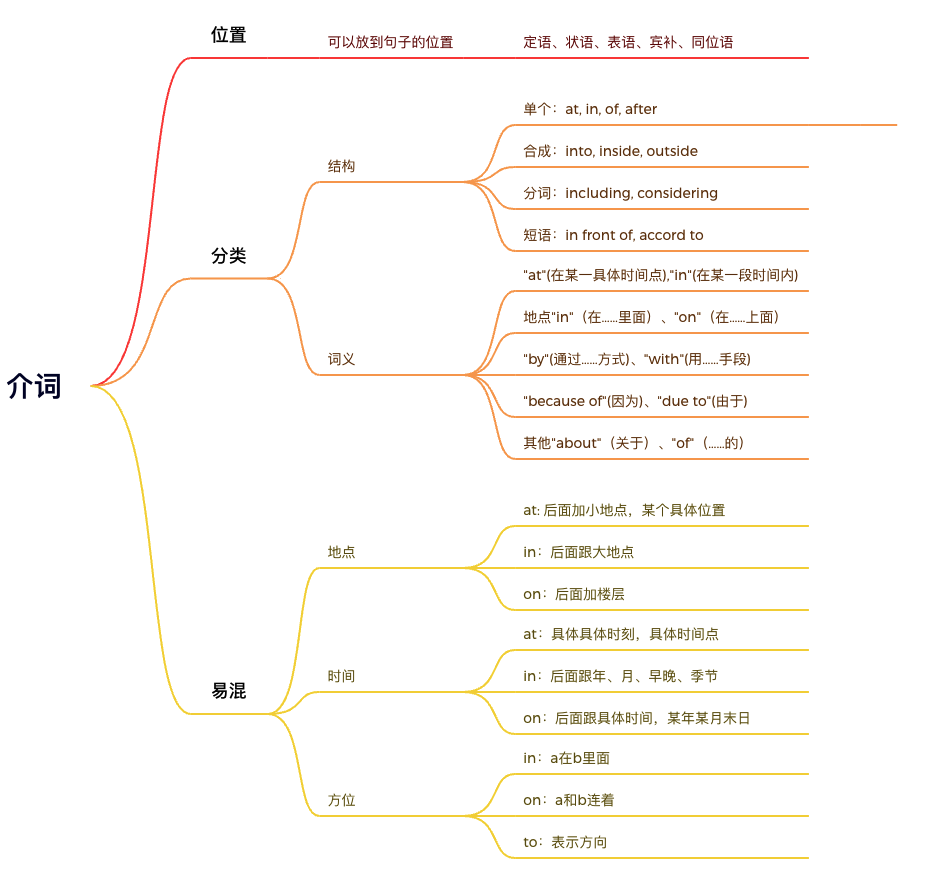 介词
位置
可以放到句子的位置
定语、状语、表语、宾补、同位语
分类
结构
单个：at, in, of, after
合成：into, inside, outside
分词：including, considering
短语：in front of, accord to
词义
"at"(在某一具体时间点),"in"(在某一段时间内)
地点"in"（在……里面）、"on"（在……上面）
"by"(通过……方式)、"with"(用……手段)
"because of"(因为)、"due to"(由于)
其他"about"（关于）、"of"（……的）
易混
地点
at: 后面加小地点，某个具体位置
in：后面跟大地点
on：后面加楼层
时间
at：具体具体时刻，具体时间点
in：后面跟年、月、早晚、季节
on：后面跟具体时间，某年某月末日
方位
in：a在b里面
on：a和b连着
to：表示方向